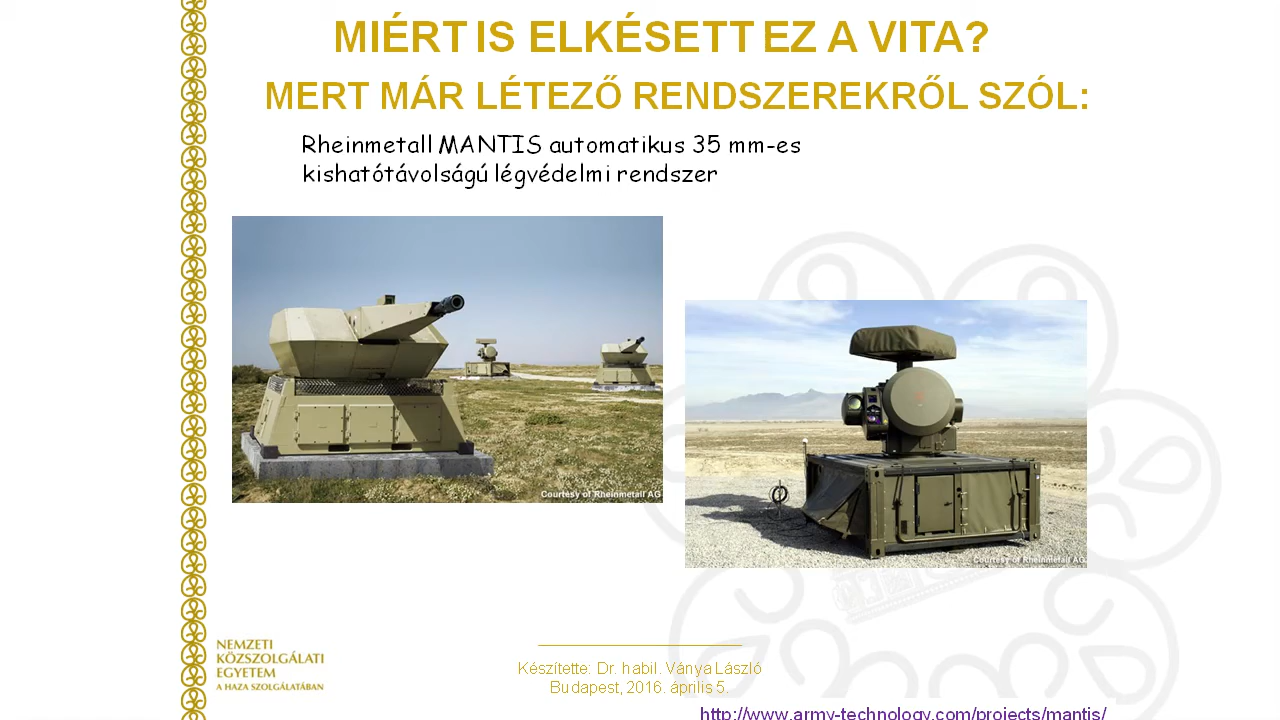 MIÉRT IS ELKÉSETT EZ A VITA?
MERT MÁR LÉTEZŐ RENDSZEREKRŐL SZÓL:
Rheinmetall MANTIS automatikus 35 mm-es
kishatótávolságú légvédelmi rendszer
Courtesy of Rheinmetall AG
Courtesy of Rheinmetall AG
NEMZETI
KÖZSZOLGÁLATI
EGYETEM
A HAZA SZOLGÁLATÁBAN
Készítette: Dr. habil. Ványa László
Budapest, 2016. április 5.
http://www.army-technology.com/projects/mantis/